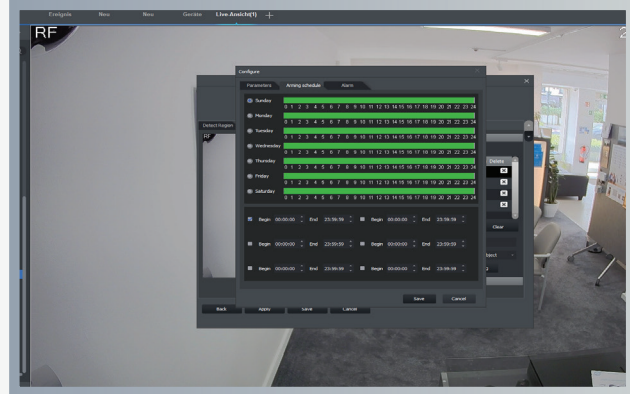 Ereignis Neu Neu Geräte Live Ansicht(1) +
RF 2
Configure
Parameters Arming schedule Alarm
Sunday
0 1 2 3 4 5 6 7 8 9 10 11 12 13 14 15 16 17 18 19 20 21 22 23 24
Monday
0 1 2 3 4 5 6 7 8 9 10 11 12 13 14 15 16 17 18 19 20 21 22 23 24
Tuesday
0 1 2 3 4 5 6 7 8 9 10 11 12 13 14 15 16 17 18 19 20 21 22 23 24
Wednesday
0 1 2 3 4 5 6 7 8 9 10 11 12 13 14 15 16 17 18 19 20 21 22 23 24
Thursday
0 1 2 3 4 5 6 7 8 9 10 11 12 13 14 15 16 17 18 19 20 21 22 23 24
Friday
0 1 2 3 4 5 6 7 8 9 10 11 12 13 14 15 16 17 18 19 20 21 22 23 24
Saturday
0 1 2 3 4 5 6 7 8 9 10 11 12 13 14 15 16 17 18 19 20 21 22 23 24
Detect Region
RF
Delete
Clear
bject
Begin 00:00:00 End 23:59:59 Begin 00:00:00 End 23:59:59
Begin 00:00:00 End 23:59:59 Begin 00:00:00 End 23:59:59
Begin 00:00:00 End 23:59:59 Begin 00:00:00 End 23:59:59
Save Cancel
Back Apply Save Cancel